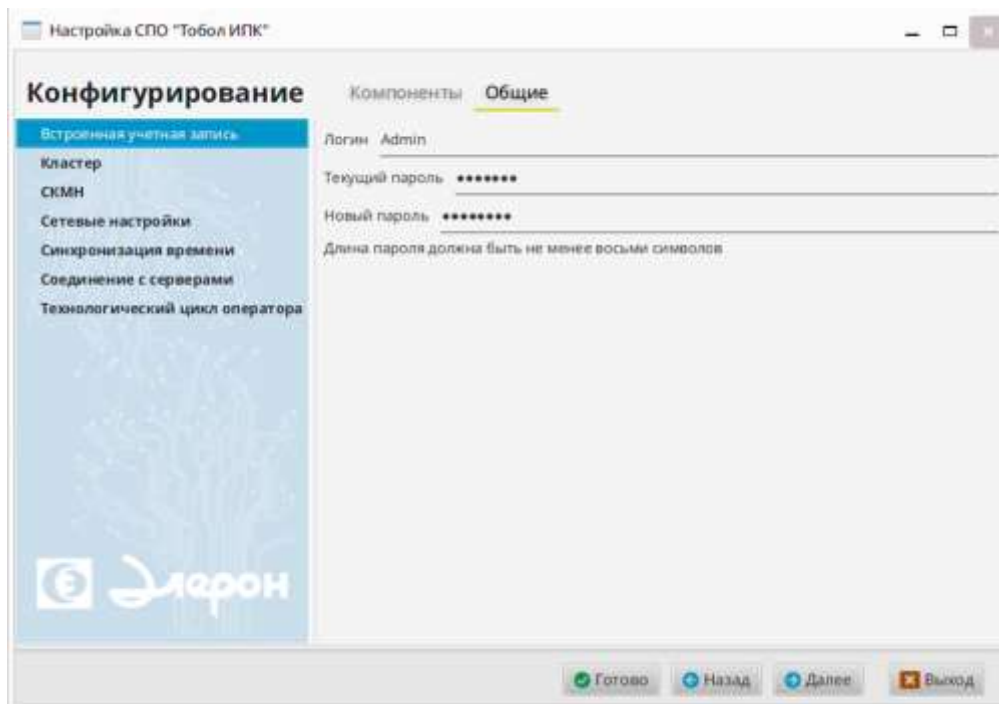 Настройка СПО "Тобол ИПК"
Конфигурирование
Компоненты Общие
Встроенная учетная запись
Кластер
СКМН
Сетевые настройки
Синхронизация времени
Соединение с серверами
Технологический цикл оператора
Логин Admin
Текущий пароль •••••••
Новый пароль ••••••••
Длина пароля должна быть не менее восьми символов
Элерон
Готово Назад Далее Выход